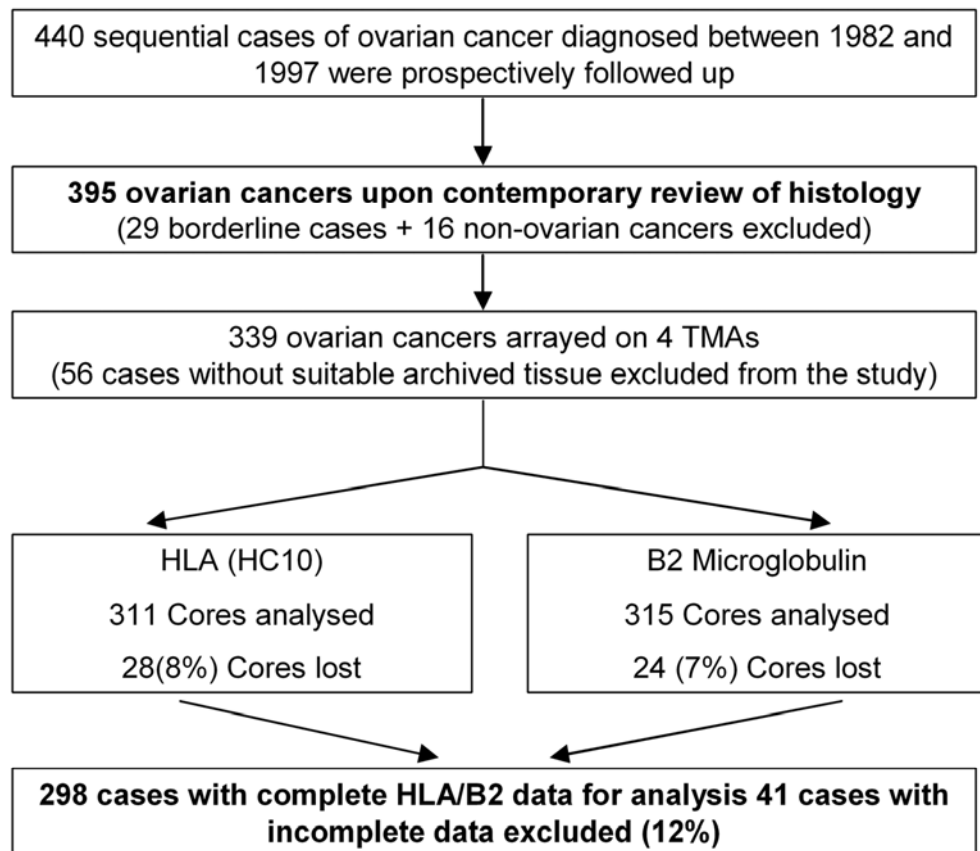 440 sequential cases of ovarian cancer diagnosed between 1982 and
1997 were prospectively followed up
395 ovarian cancers upon contemporary review of histology
(29 borderline cases + 16 non-ovarian cancers excluded)
339 ovarian cancers arrayed on 4 TMAs
(56 cases without suitable archived tissue excluded from the study)
HLA (HC10)
311 Cores analysed
28(8%) Cores lost
B2 Microglobulin
315 Cores analysed
24 (7%) Cores lost
298 cases with complete HLA/B2 data for analysis 41 cases with
incomplete data excluded (12%)